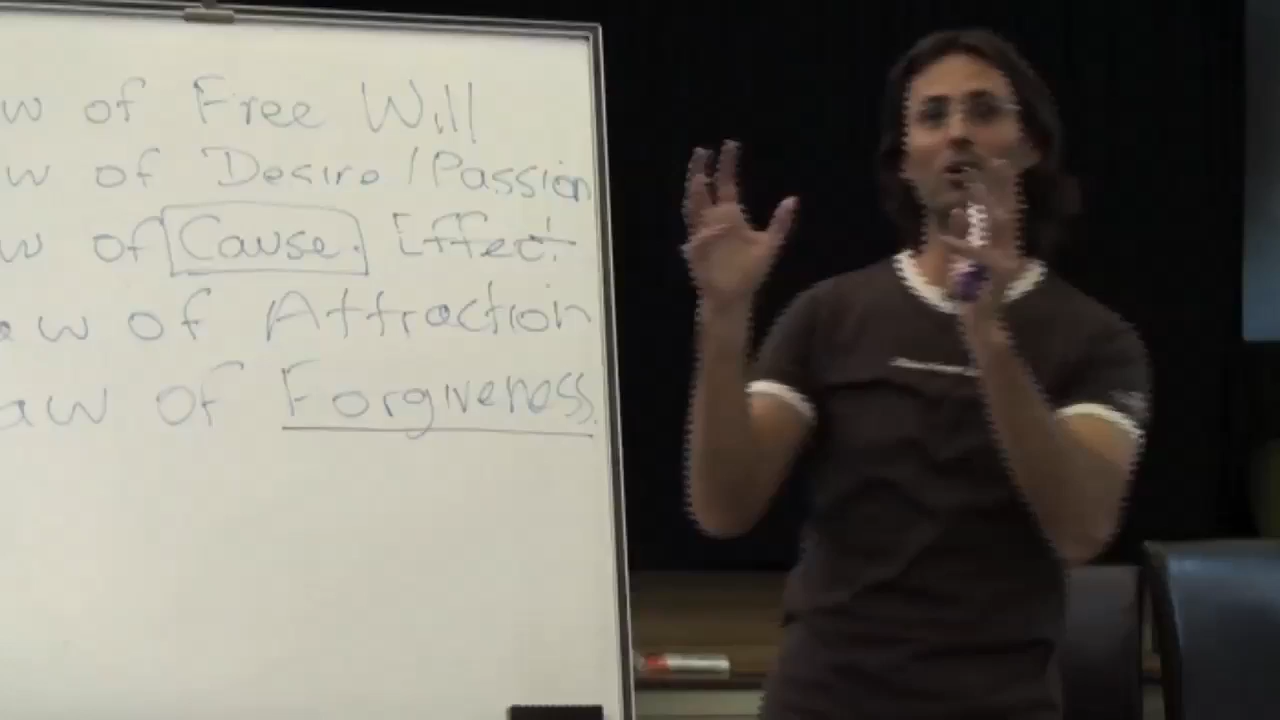 w of Free Will
w of Desire / Passion
w of Cause. Effect
aw of Attraction
aw of Forgiveness.